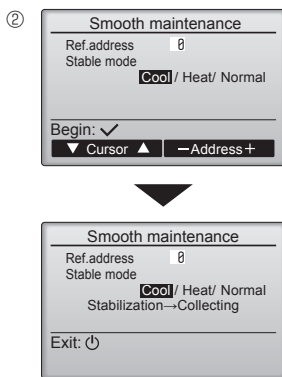 ②
Smooth maintenance
Ref.address 0
Stable mode
Cool / Heat/ Normal
Begin: ✓
▼ Cursor ▲ −Address+
Smooth maintenance
Ref.address 0
Stable mode
Cool / Heat/ Normal
Stabilization→Collecting
Exit: ⏻